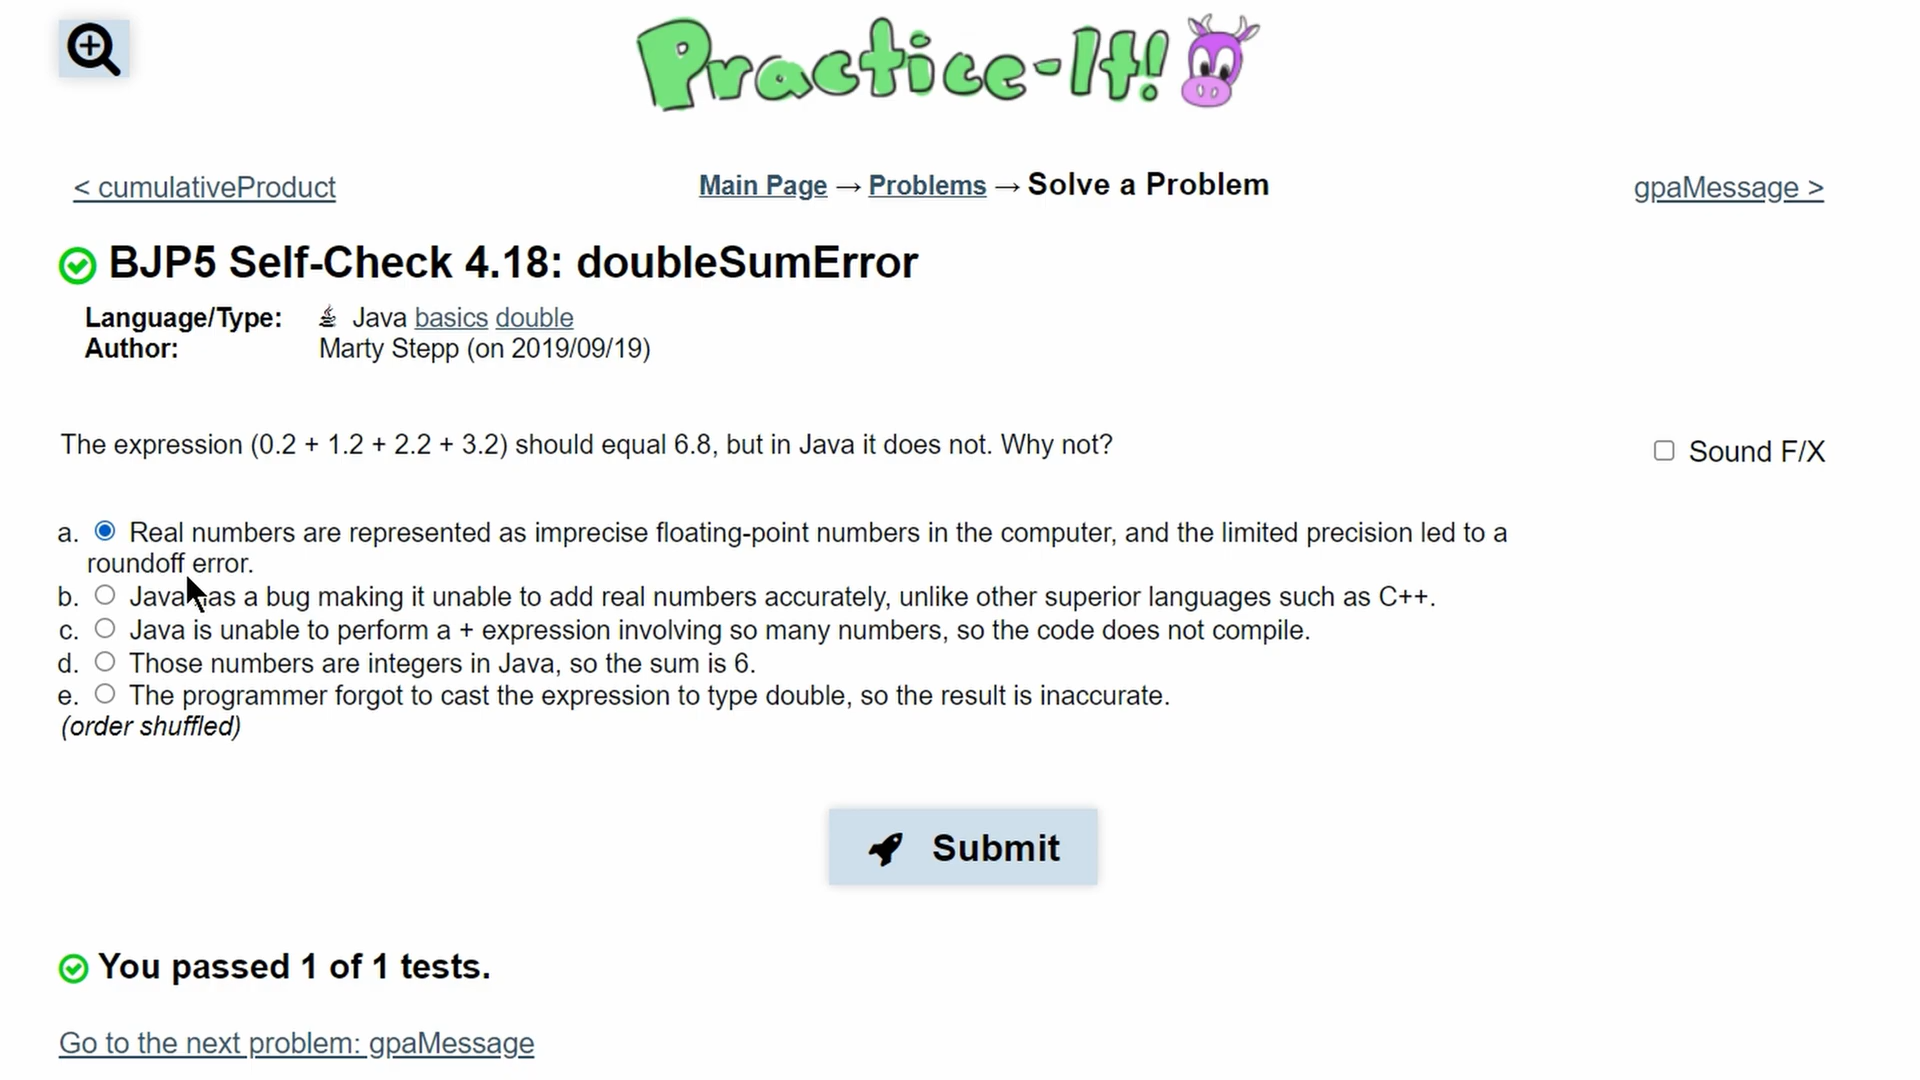 Practice-It!
< cumulativeProduct
Main Page → Problems → Solve a Problem
gpaMessage >
BJP5 Self-Check 4.18: doubleSumError
Language/Type: Java basics double
Author: Marty Stepp (on 2019/09/19)
The expression (0.2 + 1.2 + 2.2 + 3.2) should equal 6.8, but in Java it does not. Why not?
Sound F/X
a. Real numbers are represented as imprecise floating-point numbers in the computer, and the limited precision led to a
roundoff error.
b. Java has a bug making it unable to add real numbers accurately, unlike other superior languages such as C++.
c. Java is unable to perform a + expression involving so many numbers, so the code does not compile.
d. Those numbers are integers in Java, so the sum is 6.
e. The programmer forgot to cast the expression to type double, so the result is inaccurate.
(order shuffled)
Submit
You passed 1 of 1 tests.
Go to the next problem: gpaMessage